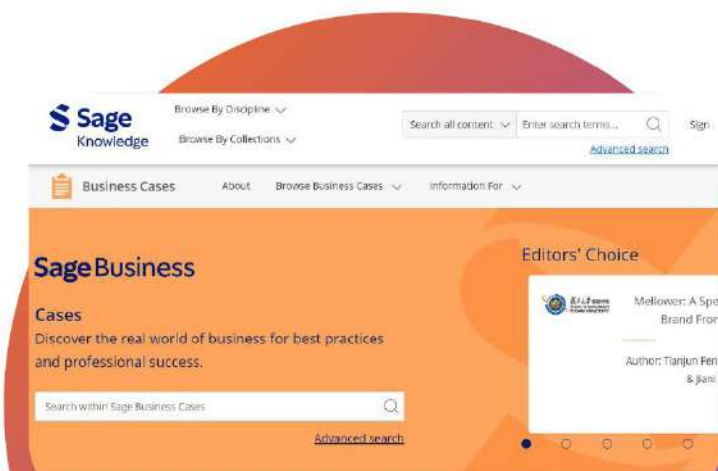 Sage
Knowledge
Browse By Discipline
Browse By Collections
Search all content
Enter search terms...
Advanced search
Sign
Business Cases
About
Browse Business Cases
Information For
Sage Business
Cases
Discover the real world of business for best practices
and professional success.
Search within Sage Business Cases
Advanced search
Editors' Choice
Mellower: A Spe
Brand Fron
Author: Tianjun Fen
& Jiani